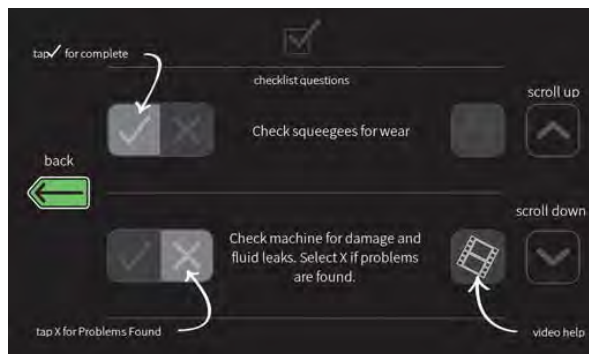 tap✓ for complete
checklist questions
scroll up
Check squeegees for wear
back
scroll down
Check machine for damage and
fluid leaks. Select X if problems
are found.
tap X for Problems Found
video help